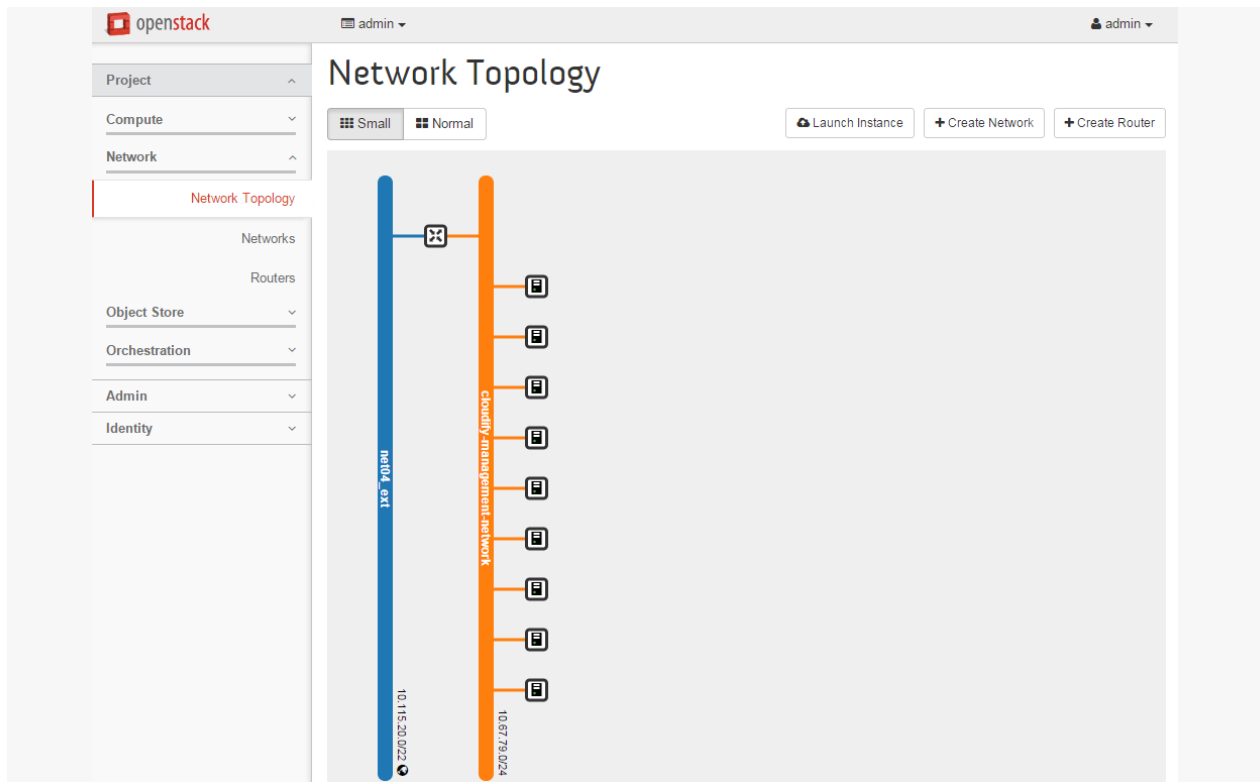 openstack
admin
admin
Project
Network Topology
Compute
Small
Normal
Launch Instance
Create Network
Create Router
Network
Network Topology
Networks
Routers
Object Store
Orchestration
Admin
Identity
net04_ext
10.115.20.0/22
cloudify-management-network
10.67.79.0/24